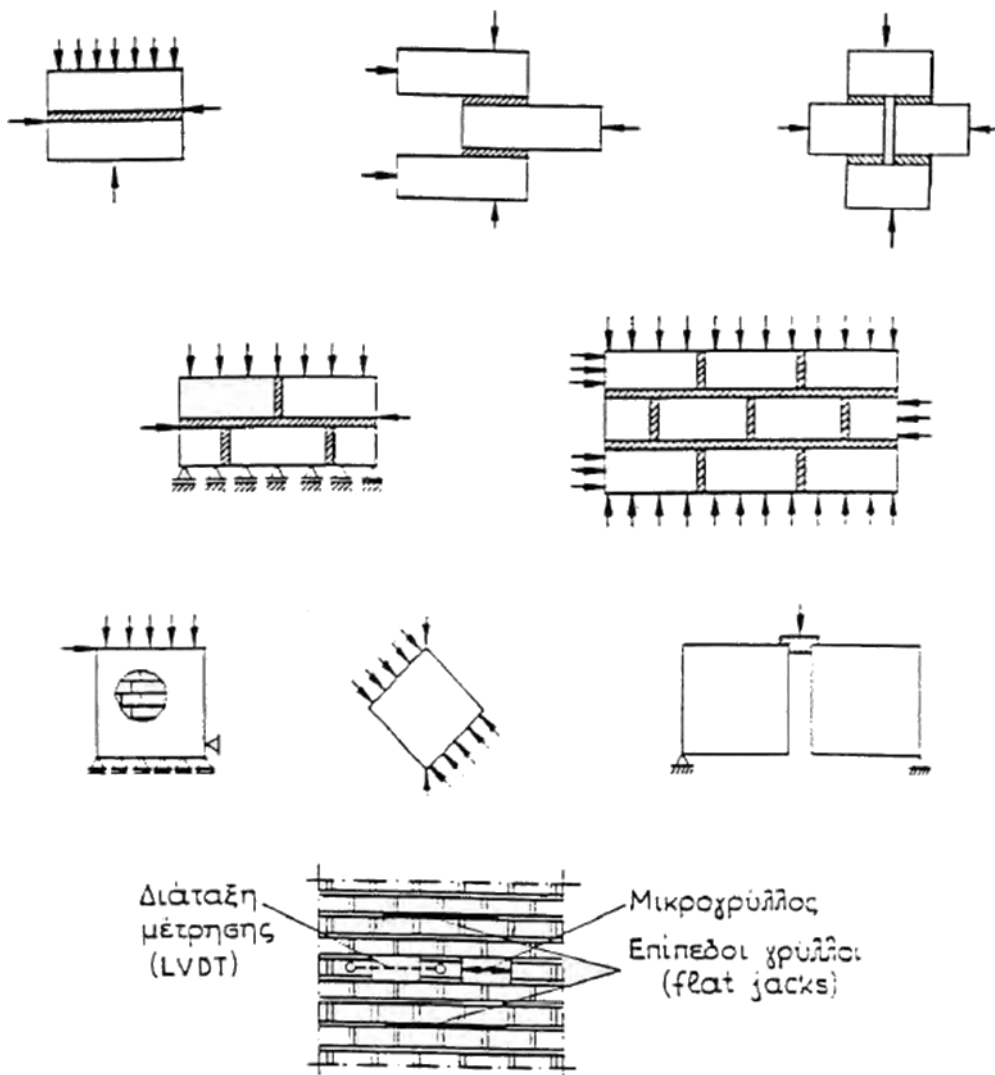 Διάταξη
μέτρησης
(LVDT)
Μικρογρύλλος
Επίπεδοι γρύλλοι
(flat jacks)